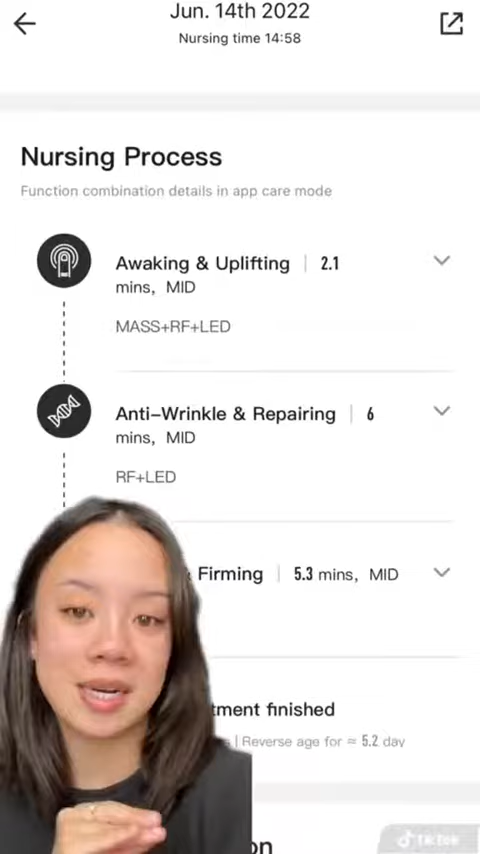 Jun. 14th 2022
Nursing time 14:58
Nursing Process
Function combination details in app care mode
Awaking & Uplifting | 2.1
mins, MID
MASS+RF+LED
Anti-Wrinkle & Repairing | 6
mins, MID
RF+LED
& Firming | 5.3 mins, MID
tment finished
| Reverse age for ≈ 5.2 day
on
TikTok